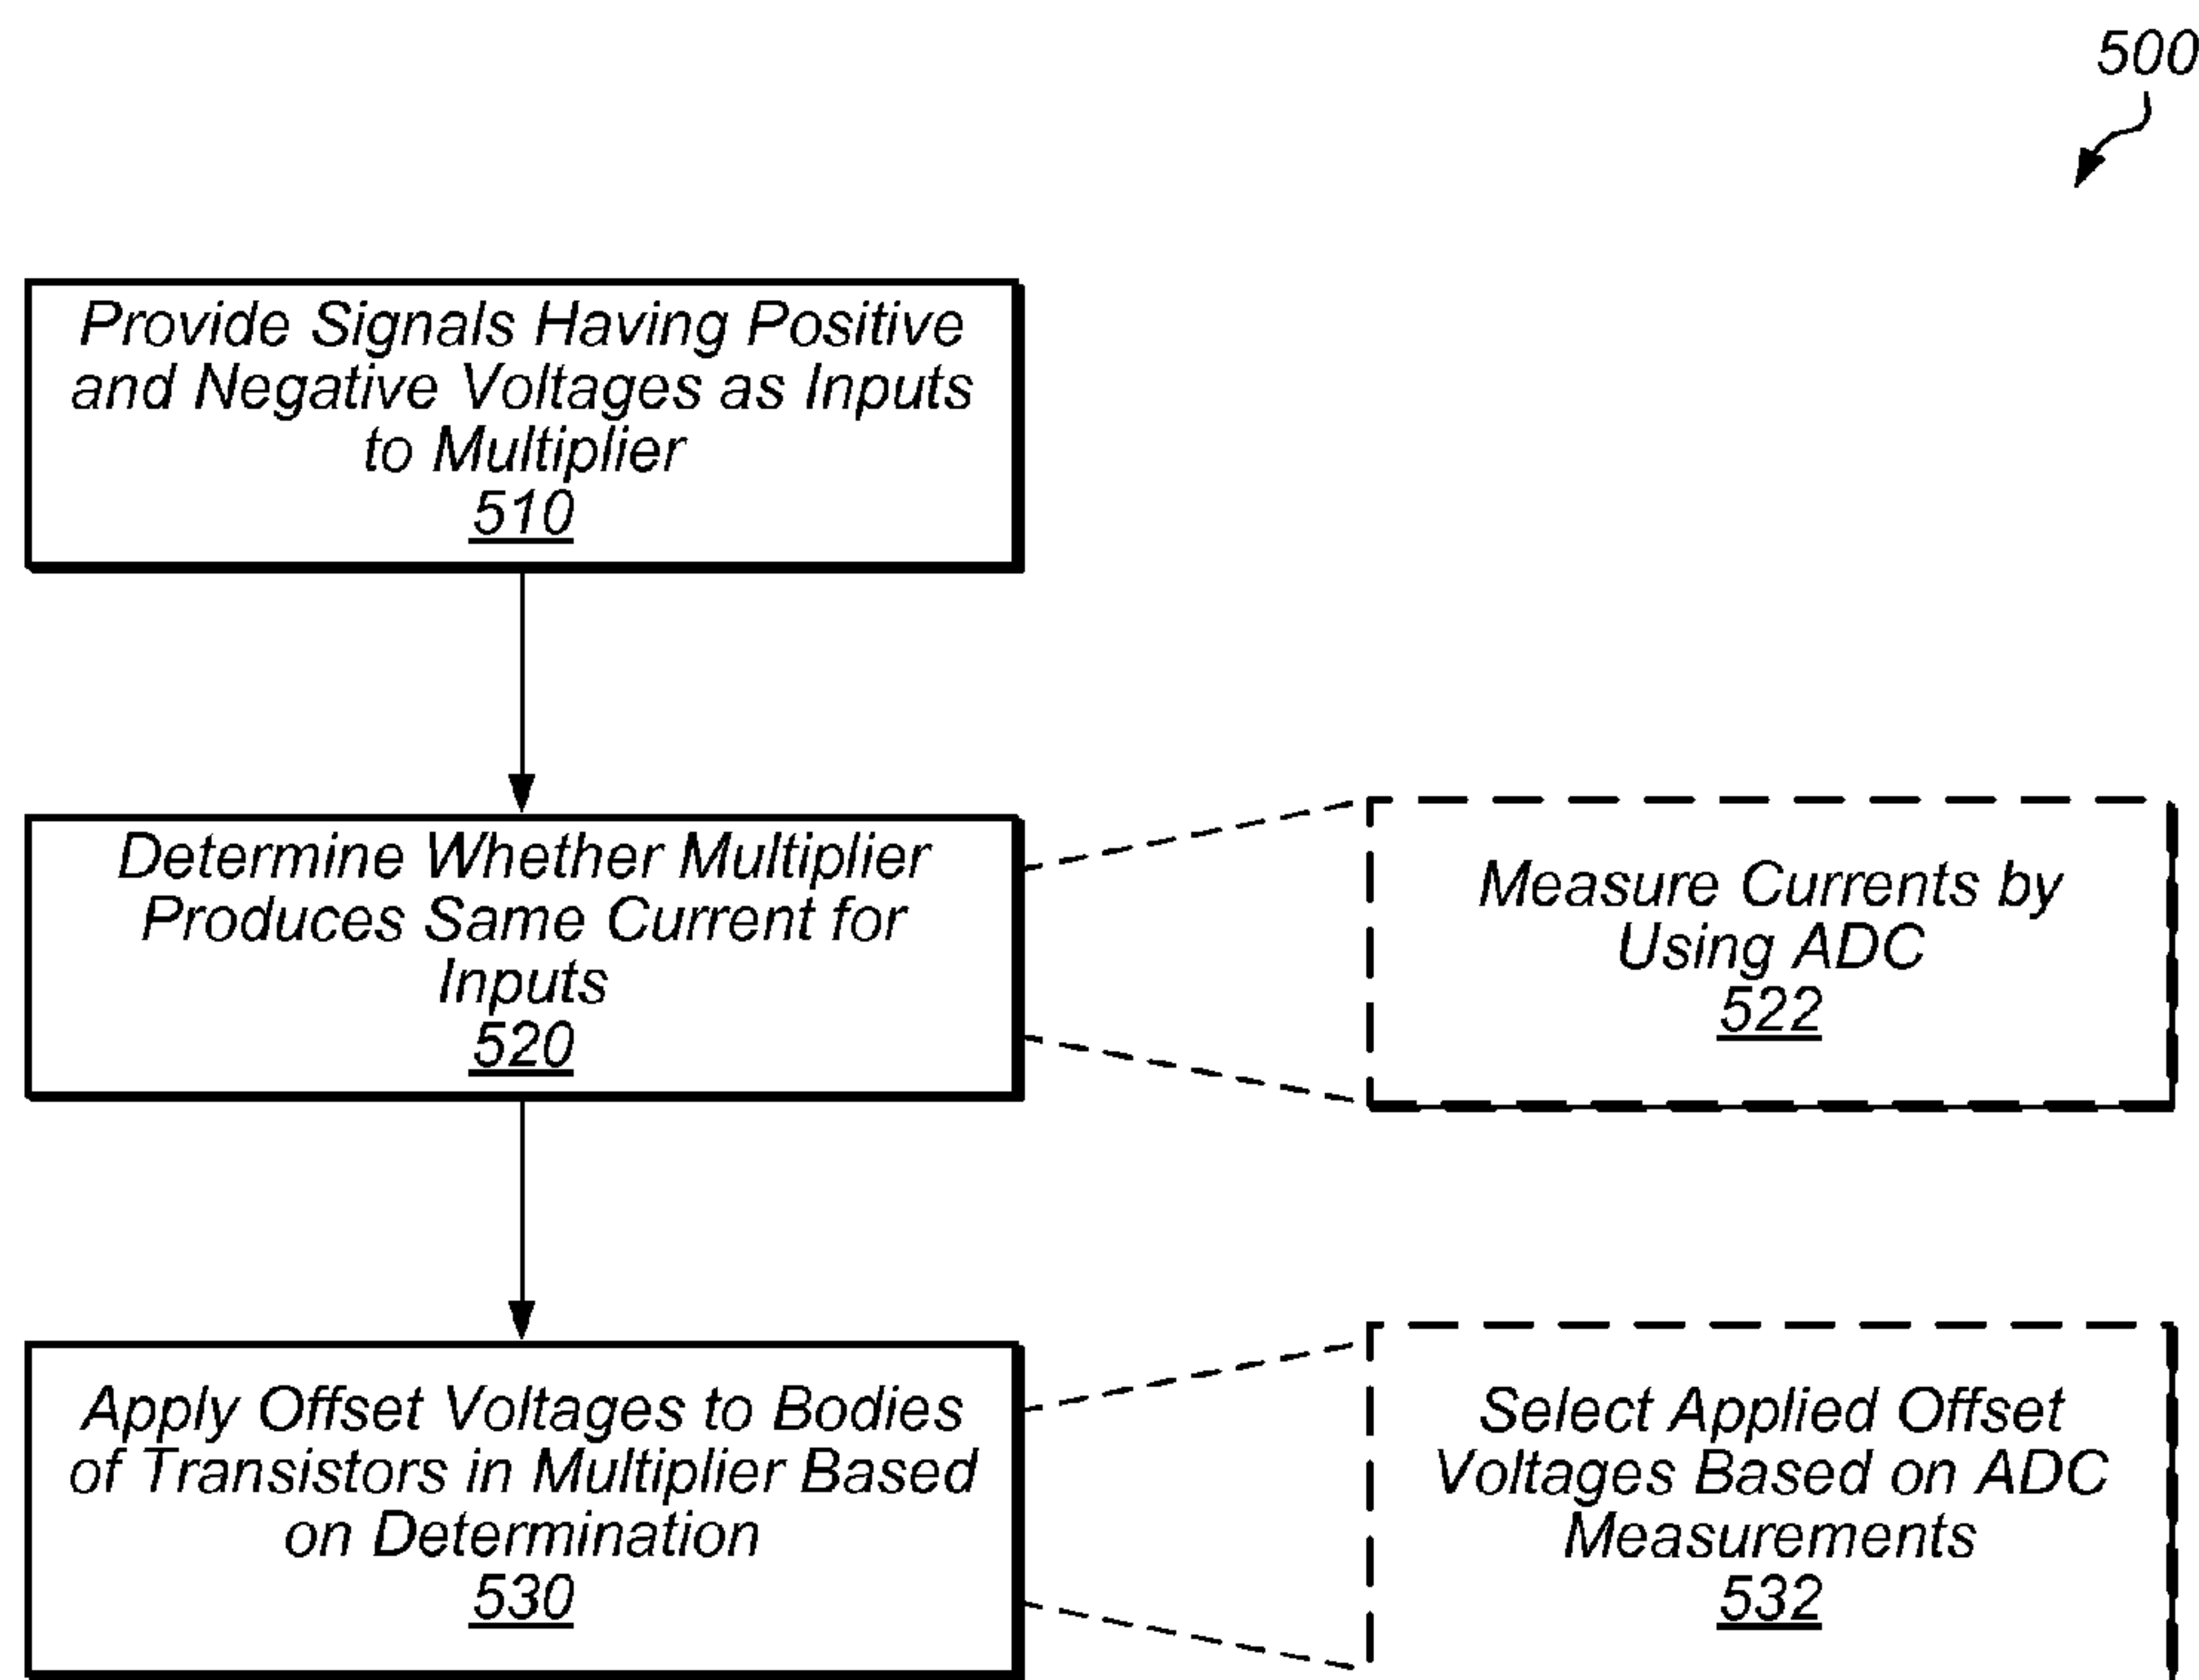 500
Provide Signals Having Positive
and Negative Voltages as Inputs
to Multiplier
510
Determine Whether Multiplier
Produces Same Current for
Inputs
520
Measure Currents by
Using ADC
522
Apply Offset Voltages to Bodies
of Transistors in Multiplier Based
on Determination
530
Select Applied Offset
Voltages Based on ADC
Measurements
532